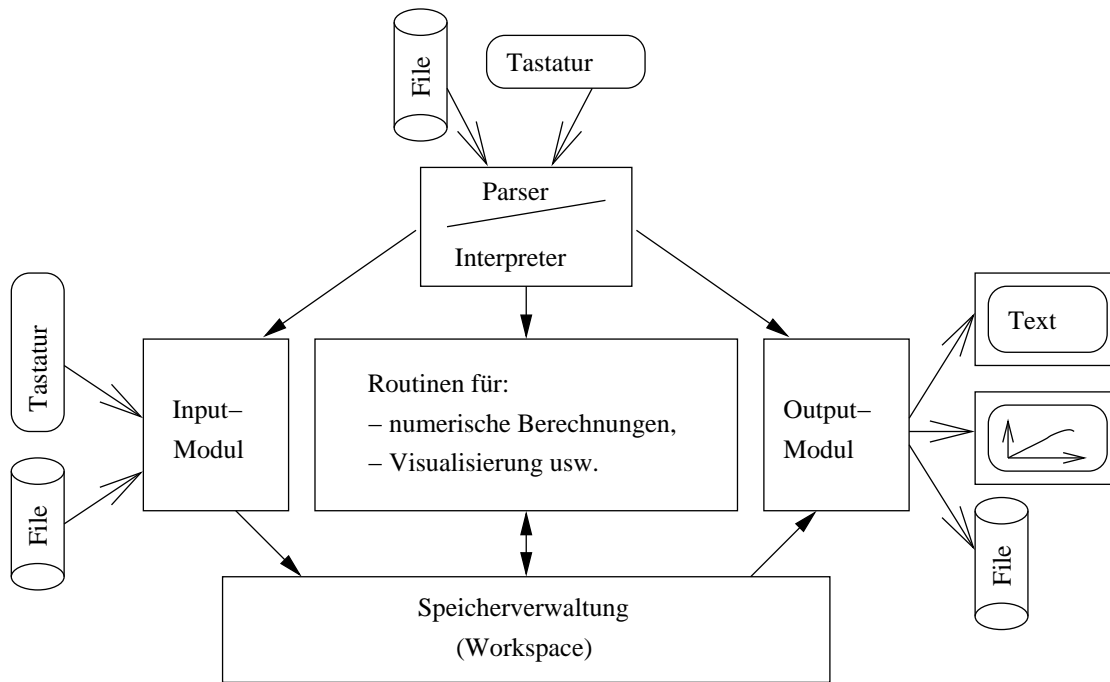 File
Tastatur
Parser
Interpreter
Tastatur
File
Input–
Modul
Routinen für:
– numerische Berechnungen,
– Visualisierung usw.
Output–
Modul
Text
File
Speicherverwaltung
(Workspace)